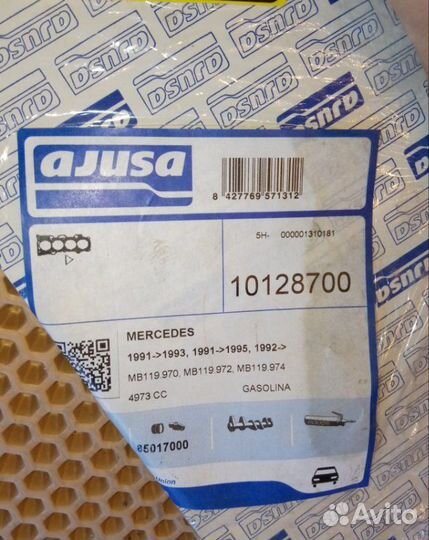 ajusa
8 427769 571312
5H- 000001310181
10128700
MERCEDES
1991->1993, 1991->1995, 1992->
MB119.970, MB119.972, MB119.974
4973 CC GASOLINA
85017000
Union
Avito